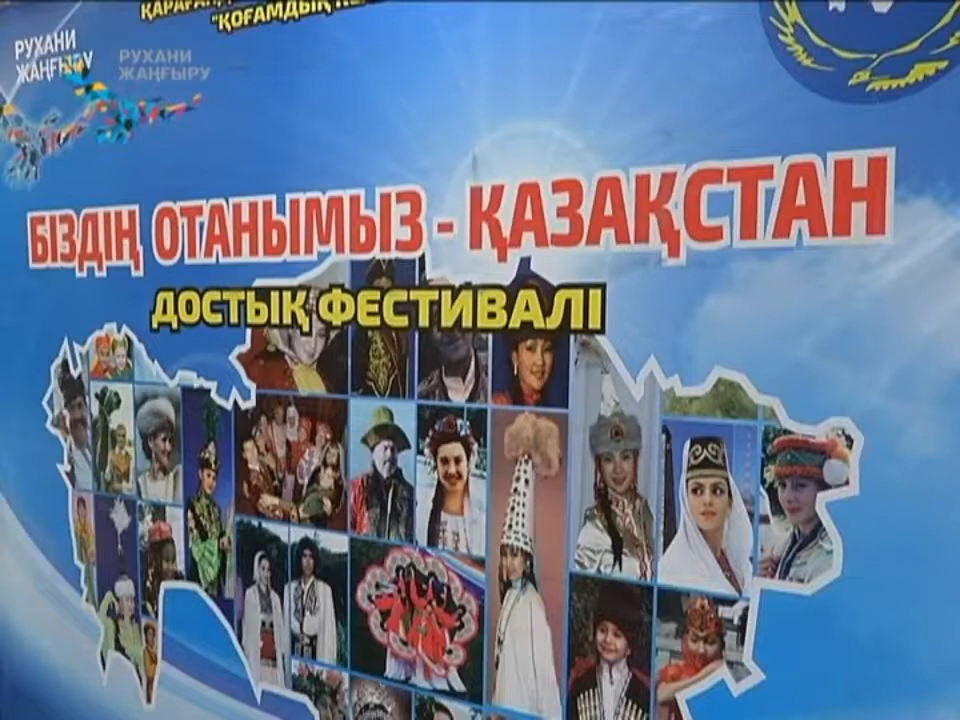 "ҚОҒАМДЫҚ
РУХАНИ
ЖАҢҒЫРУ
РУХАНИ
ЖАҢҒЫРУ
БІЗДІҢ ОТАНЫМЫЗ - ҚАЗАҚСТАН
ДОСТЫҚ ФЕСТИВАЛІ